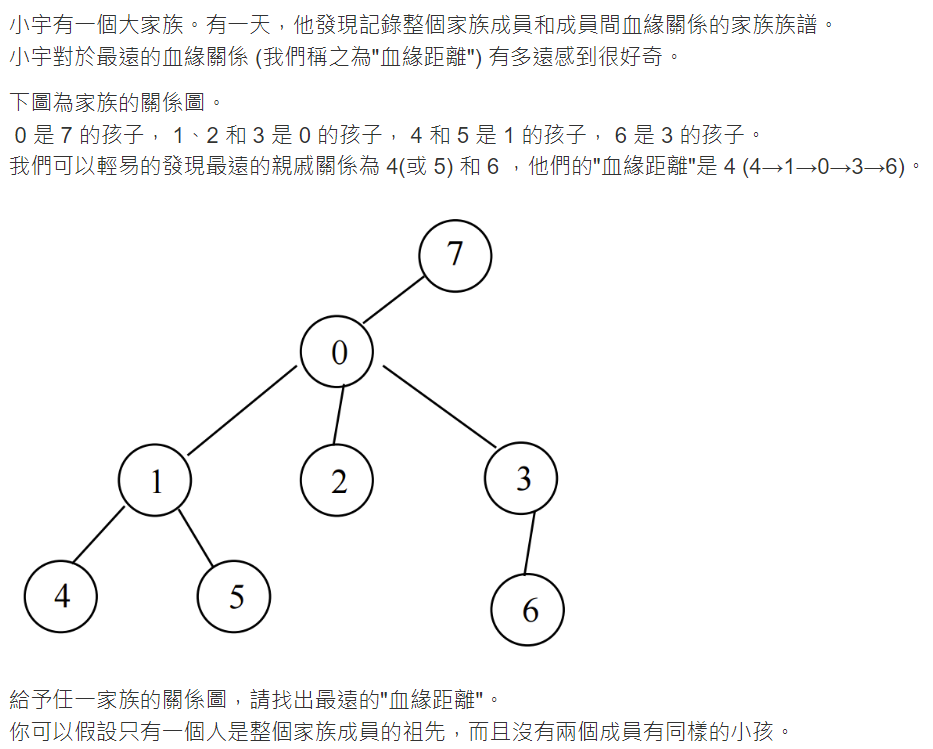 小宇有一個大家族。有一天，他發現記錄整個家族成員和成員間血緣關係的家族族譜。
小宇對於最遠的血緣關係 (我們稱之為"血緣距離") 有多遠感到很好奇。
下圖為家族的關係圖。
0 是 7 的孩子， 1、2 和 3 是 0 的孩子， 4 和 5 是 1 的孩子， 6 是 3 的孩子。
我們可以輕易的發現最遠的親戚關係為 4(或 5) 和 6 ，他們的"血緣距離"是 4 (4→1→0→3→6)。
7
0
1
2
3
4
5
6
給予任一家族的關係圖，請找出最遠的"血緣距離"。
你可以假設只有一個人是整個家族成員的祖先，而且沒有兩個成員有同樣的小孩。